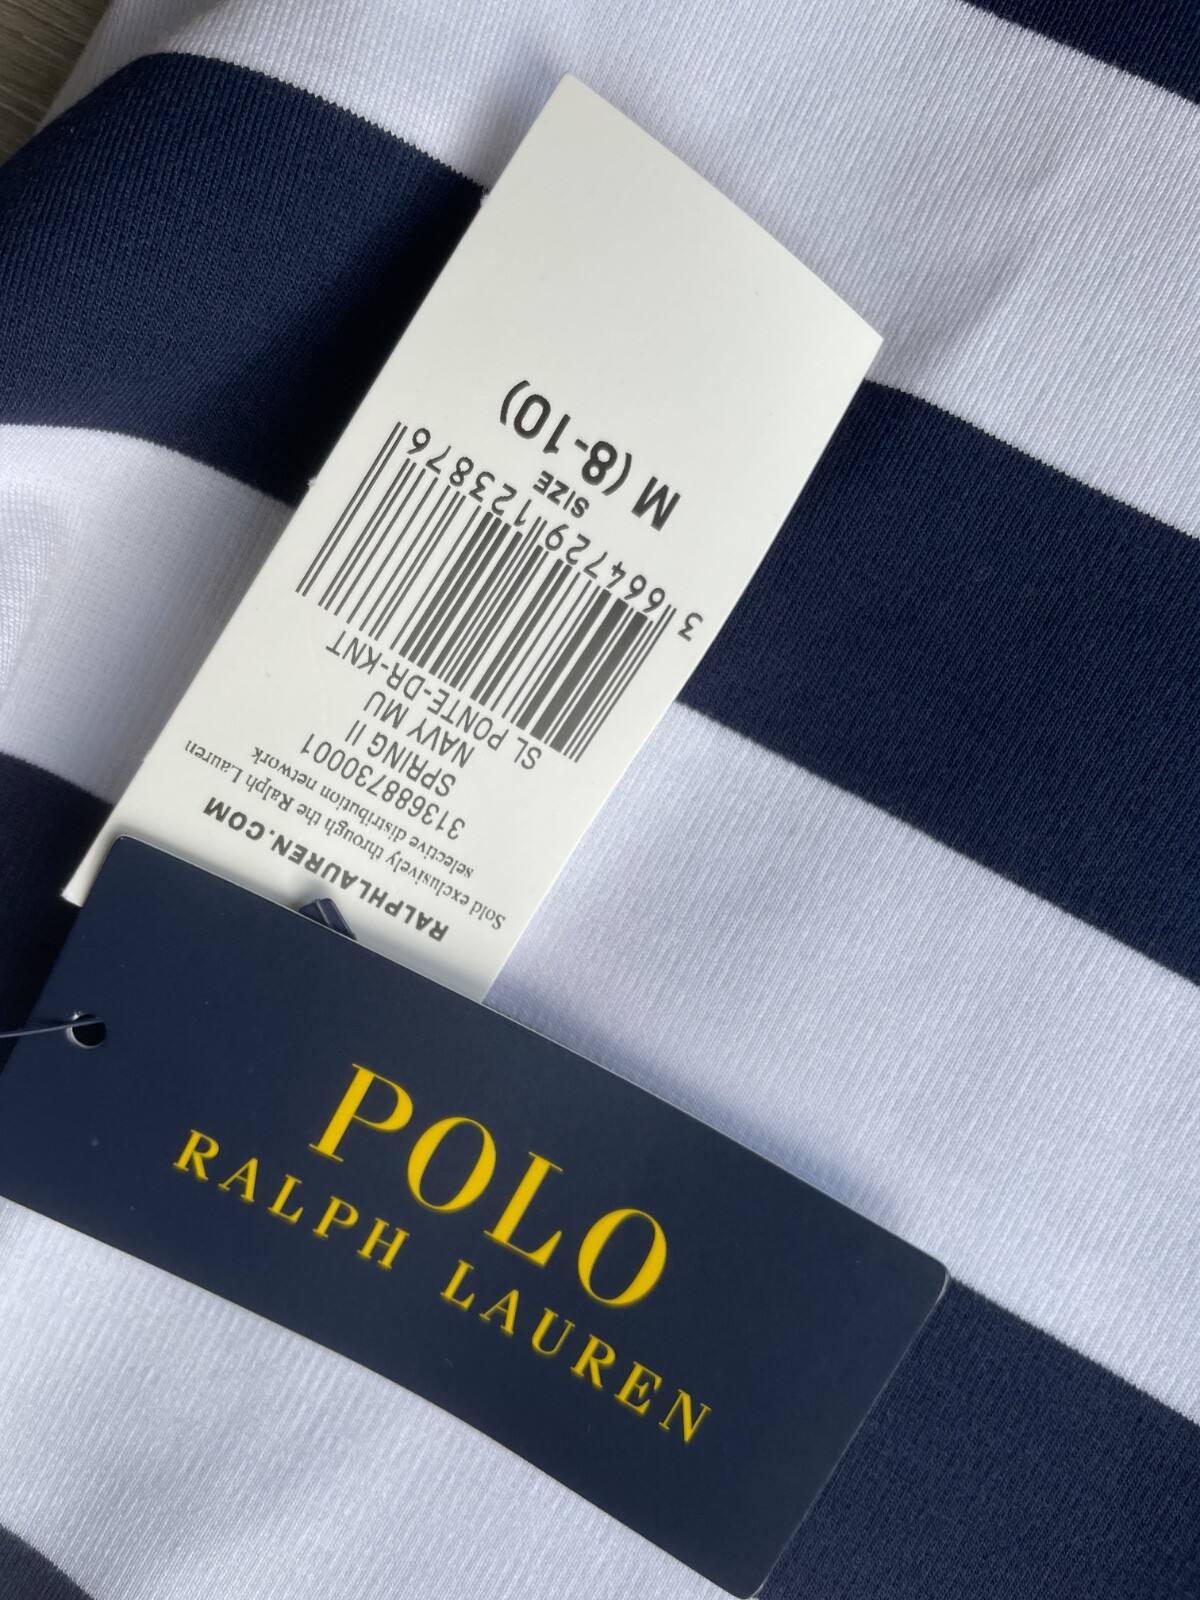 RALPHLAUREN.COM
Sold exclusively through the Ralph Lauren
selective distribution network
313688730001
SPRING II
NAVY MU
SL PONTE-DR-KNT
3 664729 123876
SIZE
M (8-10)
POLO
RALPH LAUREN